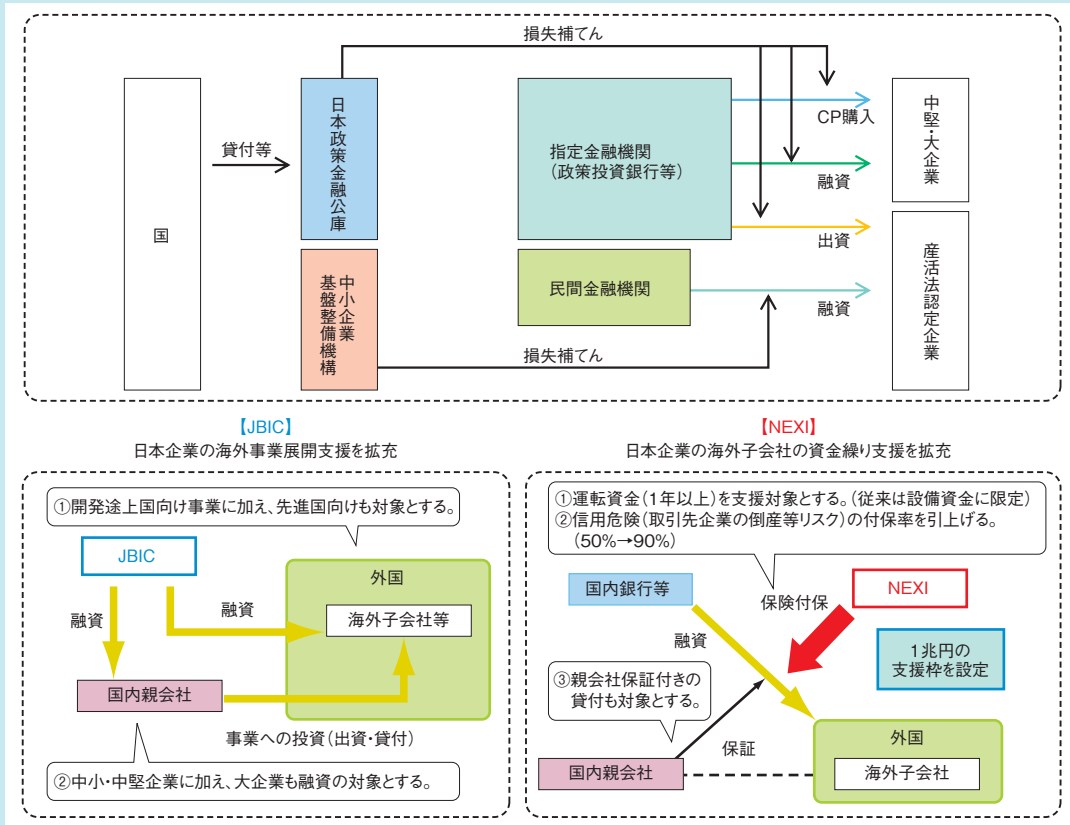 損失補てん
国
貸付等
日本政策金融公庫
中小企業
基盤整備機構
指定金融機関
(政策投資銀行等)
民間金融機関
CP購入
融資
出資
融資
損失補てん
中堅・大企業
産活法認定企業
【JBIC】
日本企業の海外事業展開支援を拡充
①開発途上国向け事業に加え、先進国向けも対象とする。
JBIC
融資
融資
外国
海外子会社等
国内親会社
事業への投資(出資・貸付)
②中小・中堅企業に加え、大企業も融資の対象とする。
【NEXI】
日本企業の海外子会社の資金繰り支援を拡充
①運転資金(1年以上)を支援対象とする。(従来は設備資金に限定)
②信用危険(取引先企業の倒産等リスク)の付保率を引上げる。
(50%→90%)
国内銀行等
保険付保
NEXI
融資
1兆円の
支援枠を設定
③親会社保証付きの
貸付も対象とする。
保証
国内親会社
外国
海外子会社